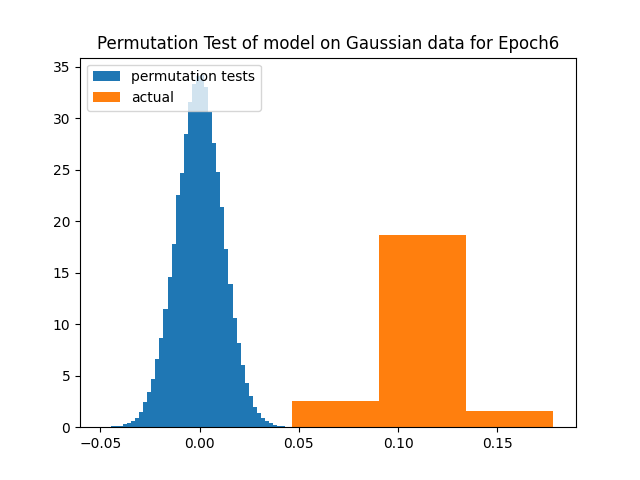 Permutation Test of model on Gaussian data for Epoch6
permutation tests
actual
35
30
25
20
15
10
5
0
−0.05 0.00 0.05 0.10 0.15